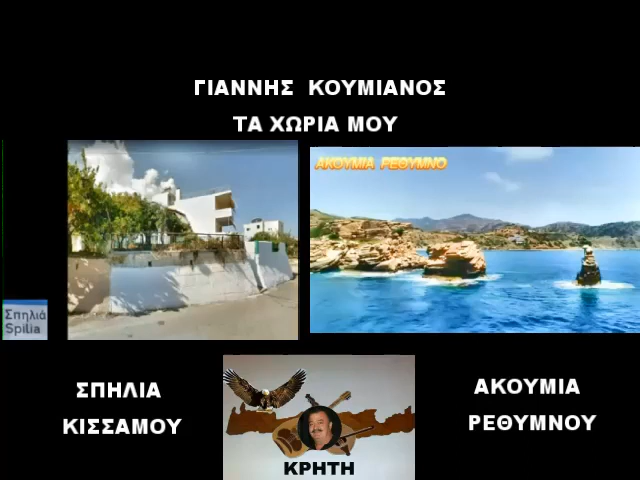 ΓΙΑΝΝΗΣ ΚΟΥΜΙΑΝΟΣ
ΤΑ ΧΩΡΙΑ ΜΟΥ
ΑΚΟΥΜΙΑ ΡΕΘΥΜΝΟ
Σπηλιά
Spilia
ΣΠΗΛΙΑ
ΚΙΣΣΑΜΟΥ
ΑΚΟΥΜΙΑ
ΡΕΘΥΜΝΟΥ
ΚΡΗΤΗ